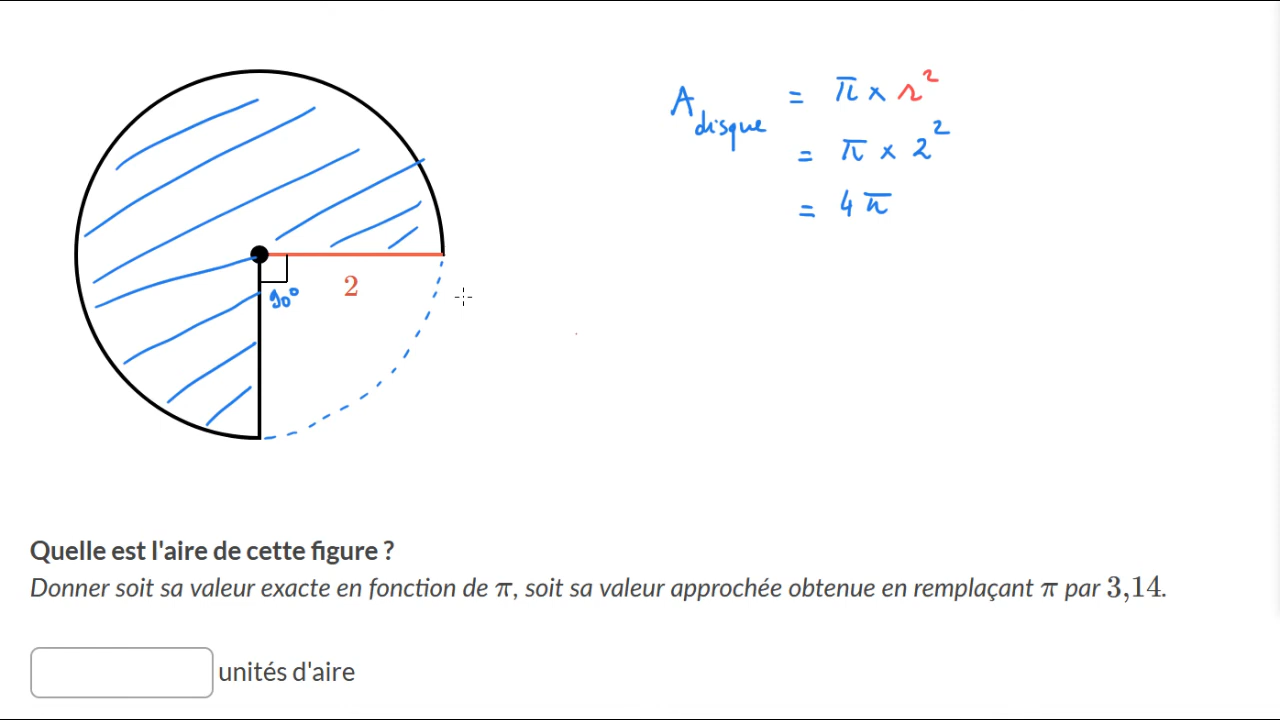 A disque = π × r²
= π × 2²
= 4 π
90°
2
Quelle est l'aire de cette figure ?
Donner soit sa valeur exacte en fonction de π, soit sa valeur approchée obtenue en remplaçant π par 3,14.
unités d'aire